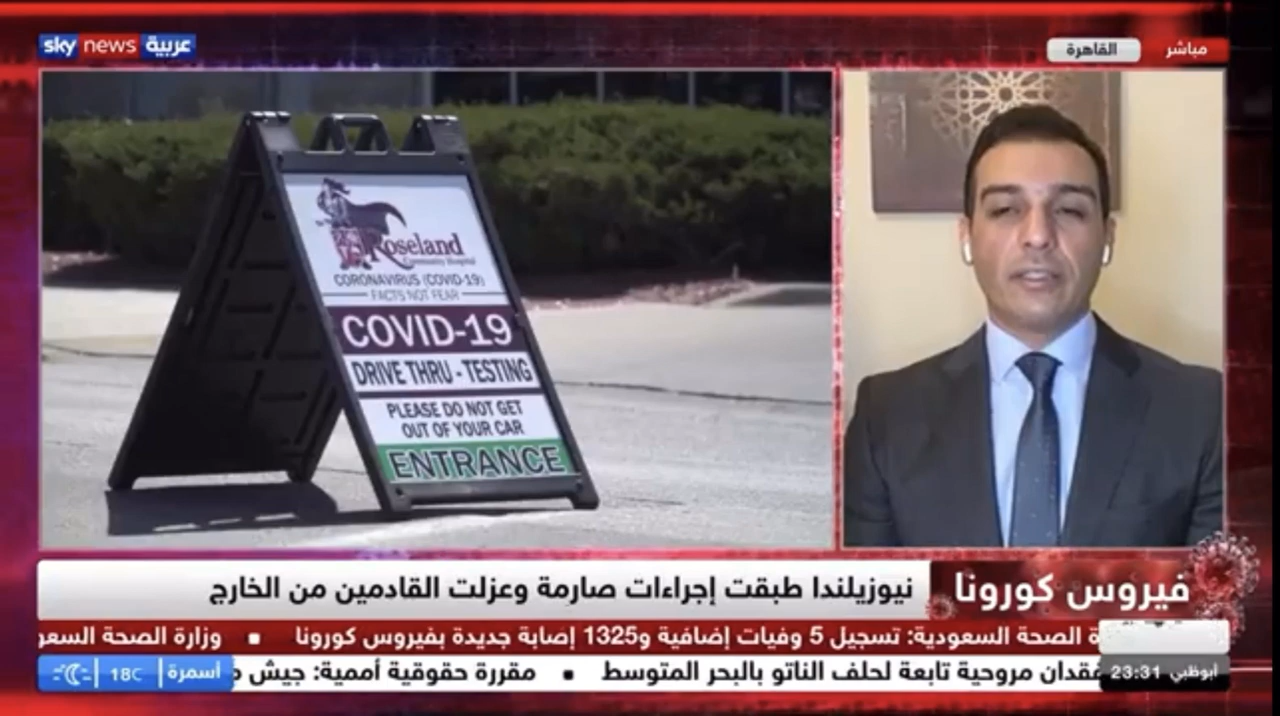 sky news عربية
مباشر
القاهرة
Roseland
Community Hospital
CORONAVIRUS (COVID-19)
FACTS NOT FEAR
COVID-19
DRIVE THRU - TESTING
PLEASE DO NOT GET
OUT OF YOUR CAR
ENTRANCE
فيروس كورونا
نيوزيلندا طبقت إجراءات صارمة وعزلت القادمين من الخارج
ة الصحة السعودية: تسجيل 5 وفيات إضافية و1325 إصابة جديدة بفيروس كورونا ▪ وزارة الصحة السعو
أبوظبي 23:31
فقدان مروحية تابعة لحلف الناتو بالبحر المتوسط ▪ مقررة حقوقية أممية: جيش
أسمرة 18C